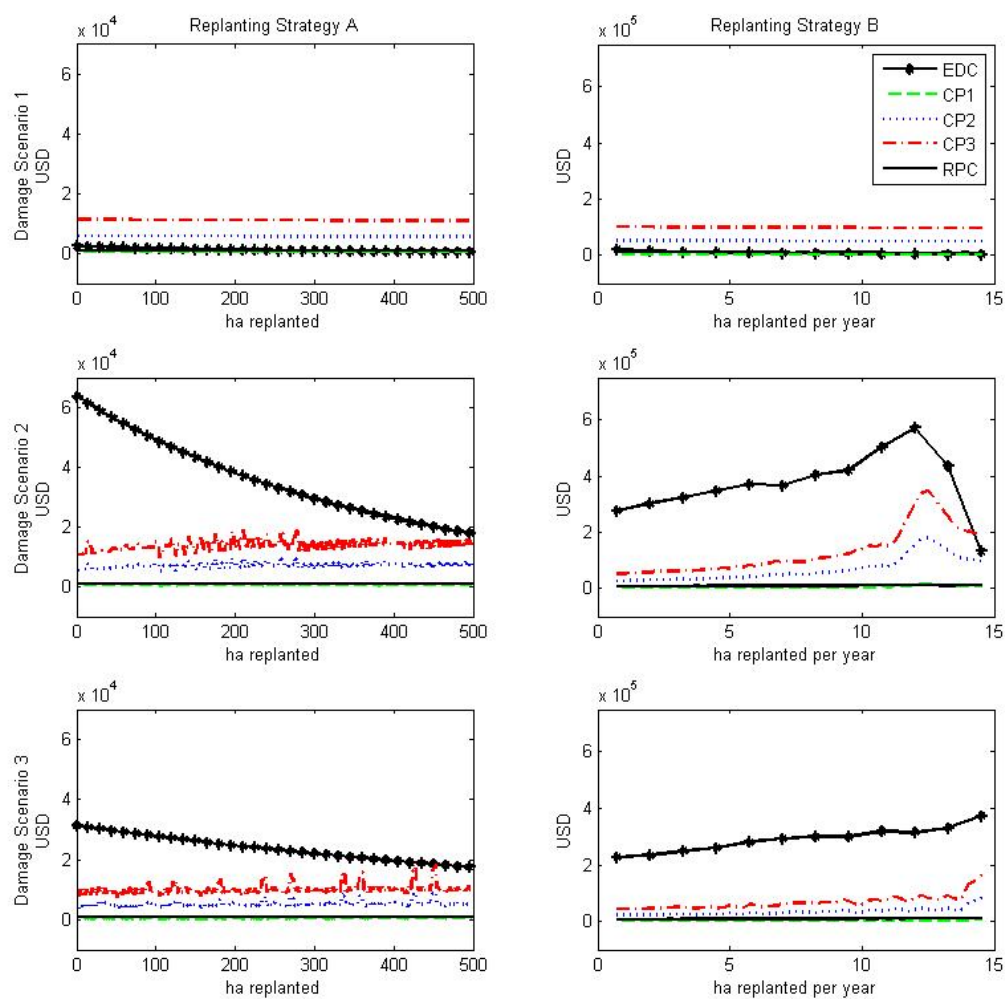 Replanting Strategy A
x 10^4
Damage Scenario 1
USD
6
4
2
0
0 100 200 300 400 500
ha replanted
Replanting Strategy B
x 10^5
USD
6
4
2
0
0 5 10 15
ha replanted per year
EDC
CP1
CP2
CP3
RPC
x 10^4
Damage Scenario 2
USD
6
4
2
0
0 100 200 300 400 500
ha replanted
x 10^5
USD
6
4
2
0
0 5 10 15
ha replanted per year
x 10^4
Damage Scenario 3
USD
6
4
2
0
0 100 200 300 400 500
ha replanted
x 10^5
USD
6
4
2
0
0 5 10 15
ha replanted per year